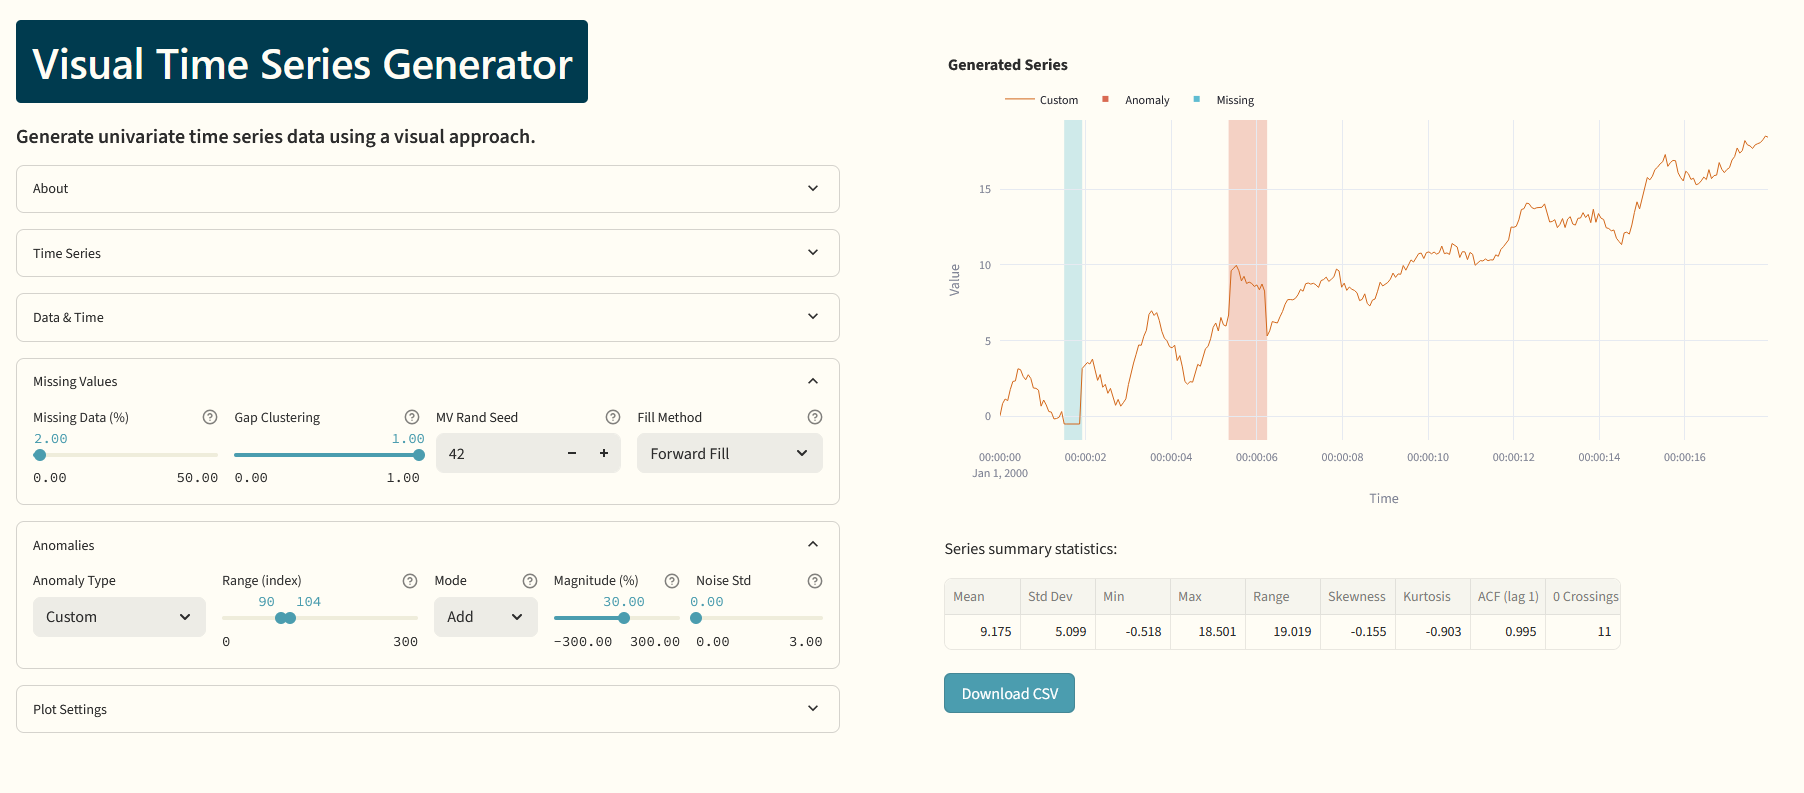 Visual Time Series Generator
Generate univariate time series data using a visual approach.
About
Time Series
Data & Time
Missing Values
Missing Data (%)
2.00
0.00 50.00
Gap Clustering
1.00
0.00 1.00
MV Rand Seed
42 − +
Fill Method
Forward Fill
Anomalies
Anomaly Type
Custom
Range (index)
90 104
0 300
Mode
Add
Magnitude (%)
30.00
−300.00 300.00
Noise Std
0.00
0.00 3.00
Plot Settings
Generated Series
Custom Anomaly Missing
15
10
5
0
Value
00:00:00 00:00:02 00:00:04 00:00:06 00:00:08 00:00:10 00:00:12 00:00:14 00:00:16
Jan 1, 2000
Time
Series summary statistics:
Mean Std Dev Min Max Range Skewness Kurtosis ACF (lag 1) 0 Crossings
9.175 5.099 -0.518 18.501 19.019 -0.155 -0.903 0.995 11
Download CSV